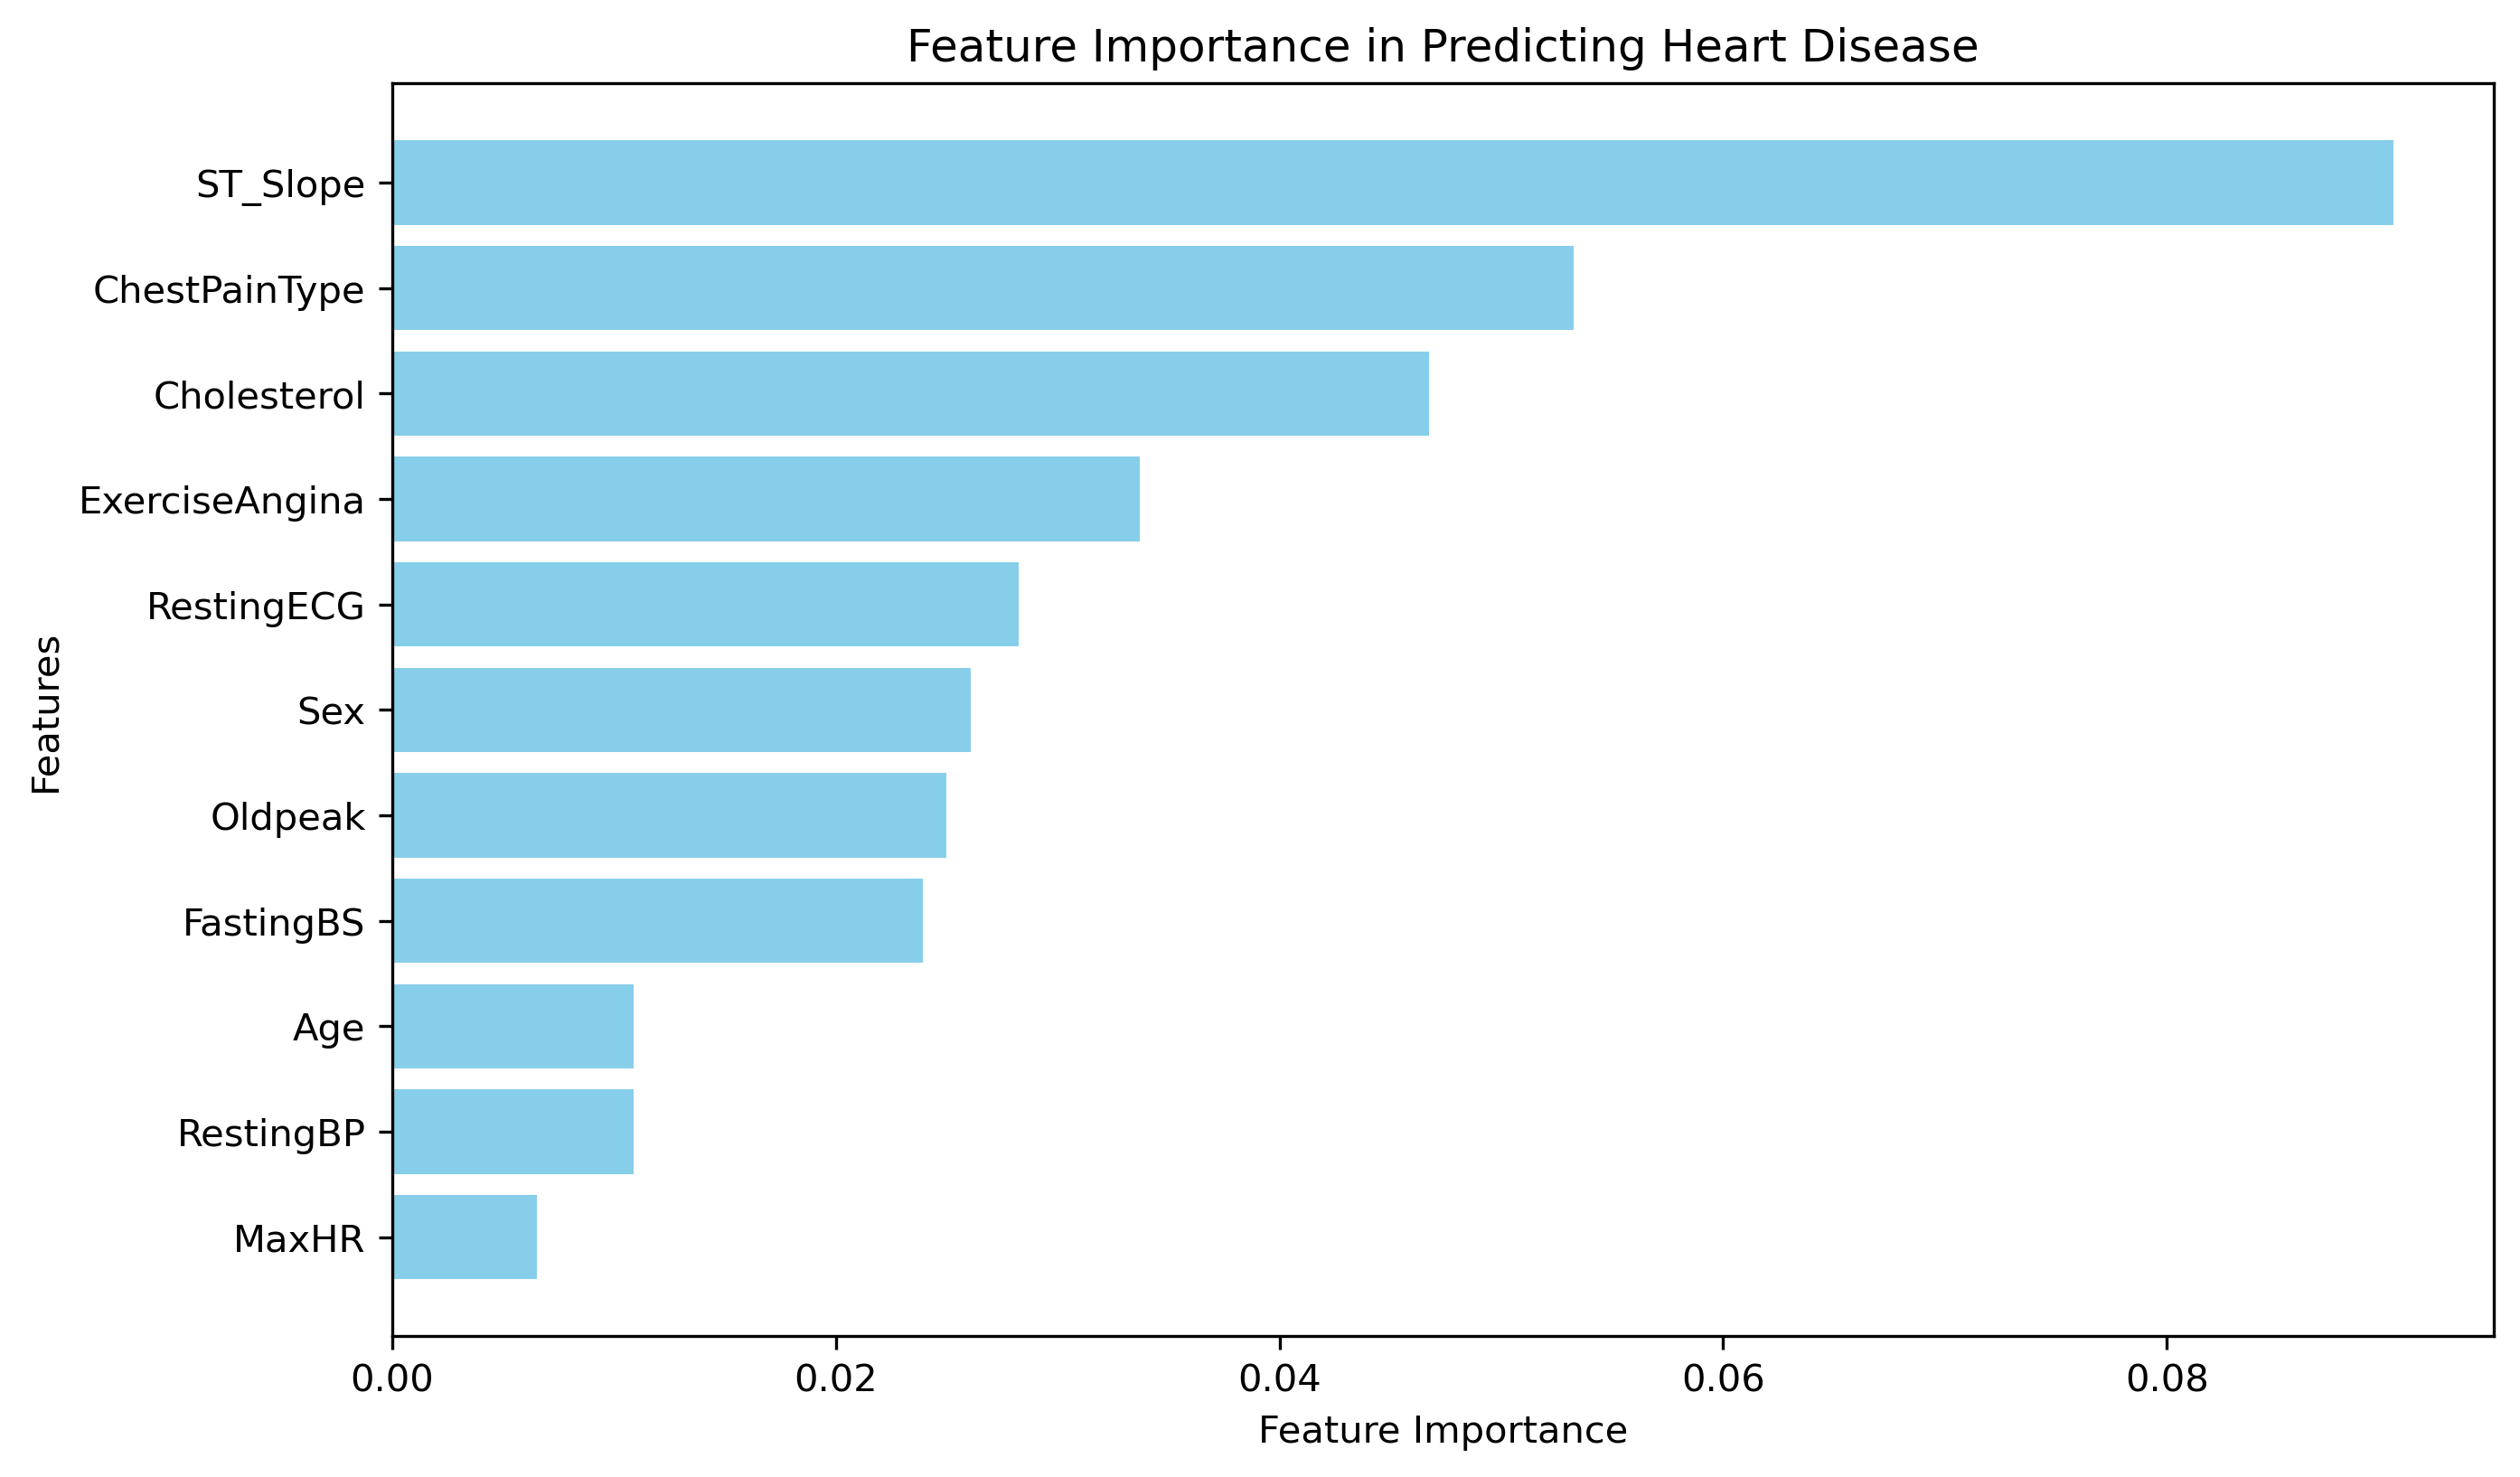 Feature Importance in Predicting Heart Disease
ST_Slope
ChestPainType
Cholesterol
ExerciseAngina
RestingECG
Sex
Oldpeak
FastingBS
Age
RestingBP
MaxHR
Features
0.00 0.02 0.04 0.06 0.08
Feature Importance